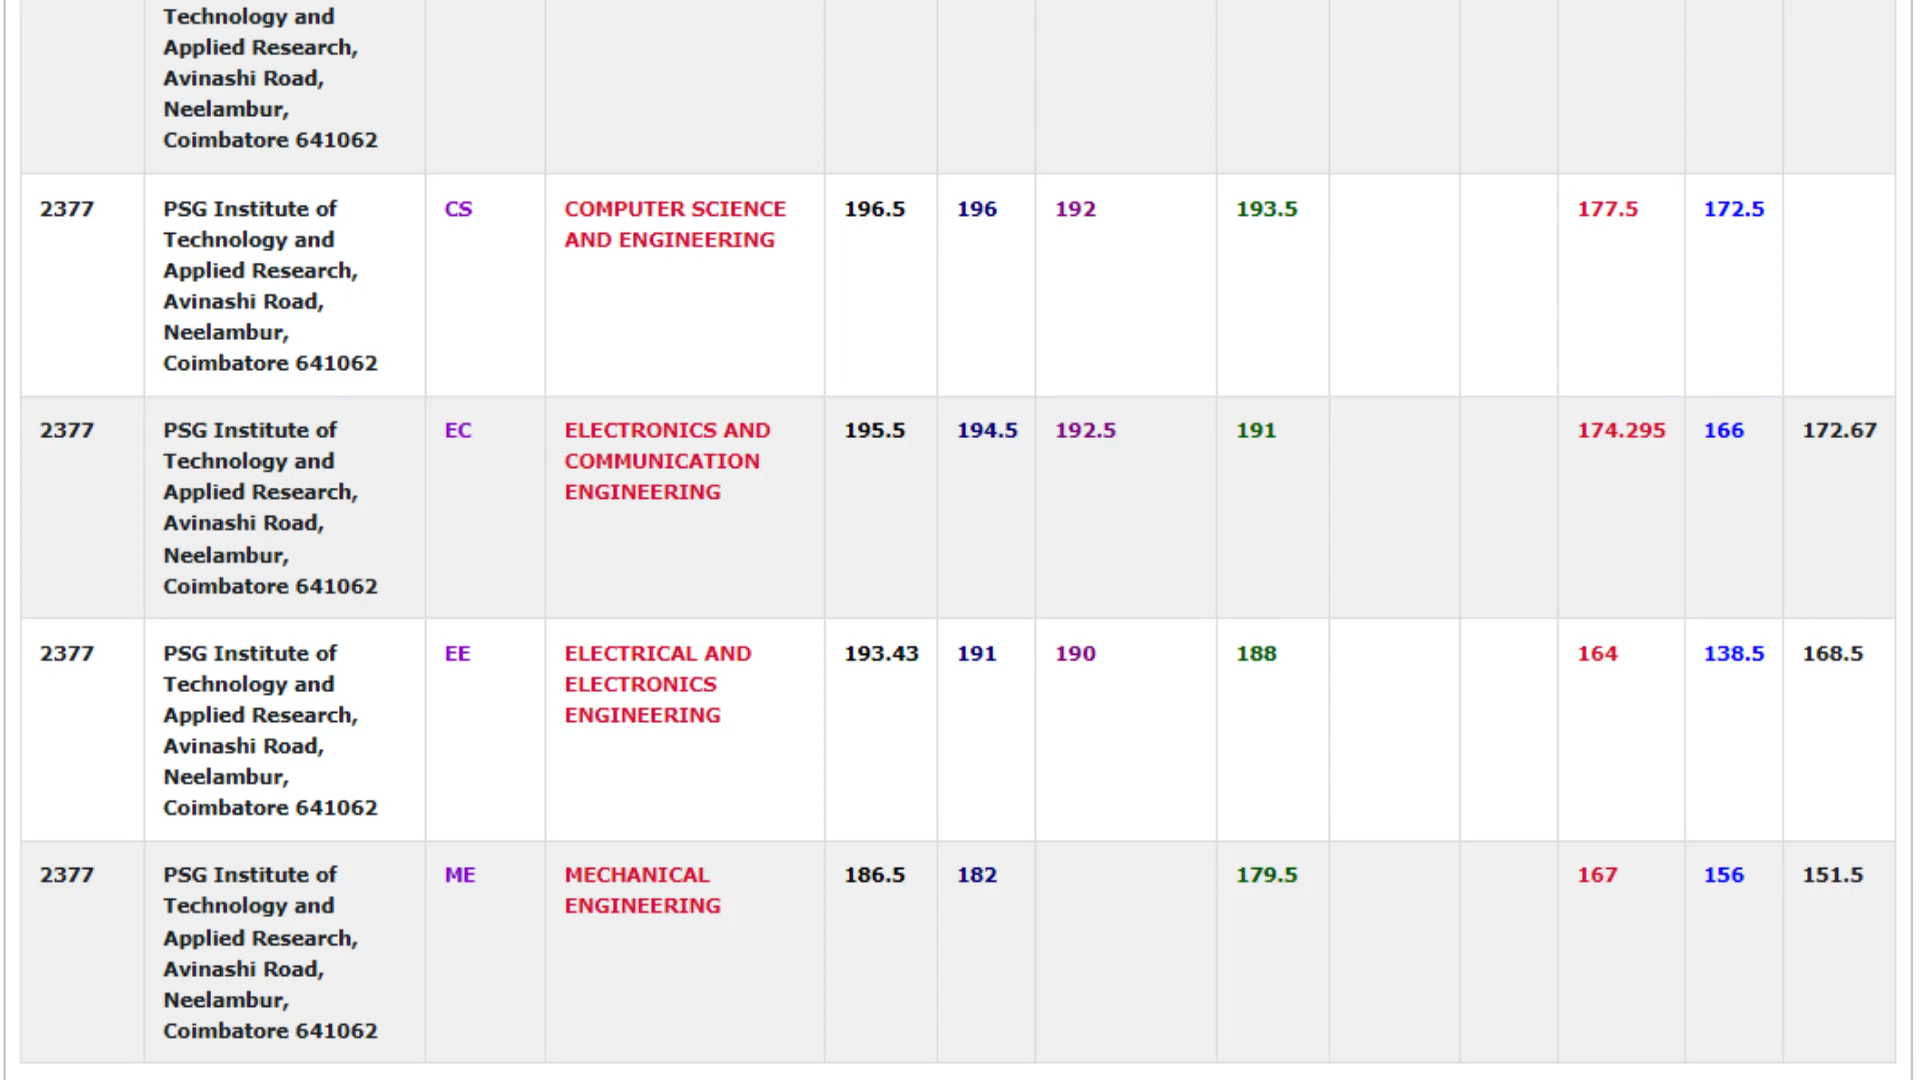 Technology and
Applied Research,
Avinashi Road,
Neelambur,
Coimbatore 641062
2377 PSG Institute of CS COMPUTER SCIENCE 196.5 196 192 193.5 177.5 172.5
Technology and AND ENGINEERING
Applied Research,
Avinashi Road,
Neelambur,
Coimbatore 641062
2377 PSG Institute of EC ELECTRONICS AND 195.5 194.5 192.5 191 174.295 166 172.67
Technology and COMMUNICATION
Applied Research, ENGINEERING
Avinashi Road,
Neelambur,
Coimbatore 641062
2377 PSG Institute of EE ELECTRICAL AND 193.43 191 190 188 164 138.5 168.5
Technology and ELECTRONICS
Applied Research, ENGINEERING
Avinashi Road,
Neelambur,
Coimbatore 641062
2377 PSG Institute of ME MECHANICAL 186.5 182 179.5 167 156 151.5
Technology and ENGINEERING
Applied Research,
Avinashi Road,
Neelambur,
Coimbatore 641062